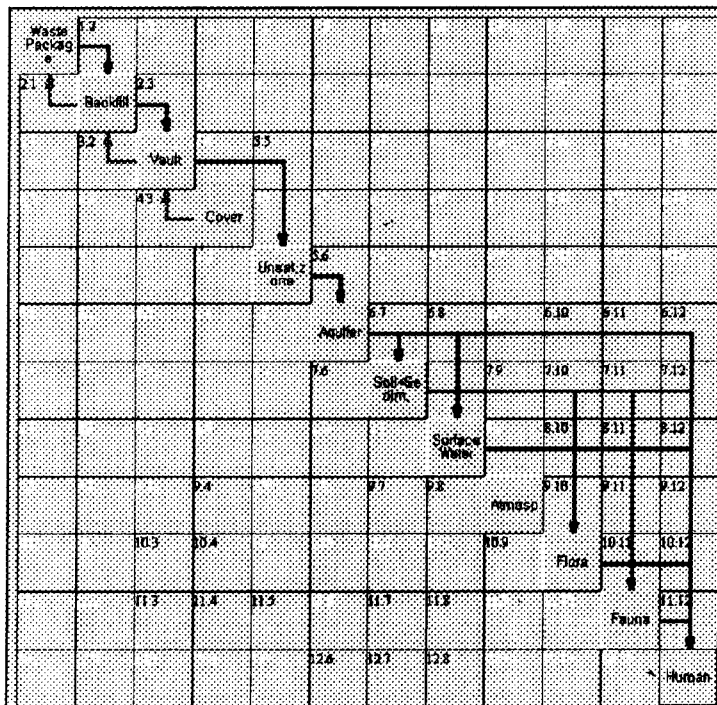 1.2
Waste
Packag
e
2.1
Backfill
2.3
3.2
Vault
3.5
4.3
Cover
5.6
Unsat.z
one
6.7 6.8 6.10 6.11 6.12
Aquifer
7.6 7.9 7.10 7.11 7.12
Soil+Se
dim.
8.10 8.11 8.12
Surface
Water
9.4 9.7 9.8 9.10 9.11 9.12
Atmosp
10.3 10.4 10.9 10.11 10.12
Flora
11.3 11.4 11.5 11.7 11.8 11.12
Fauna
12.6 12.7 12.8
Human